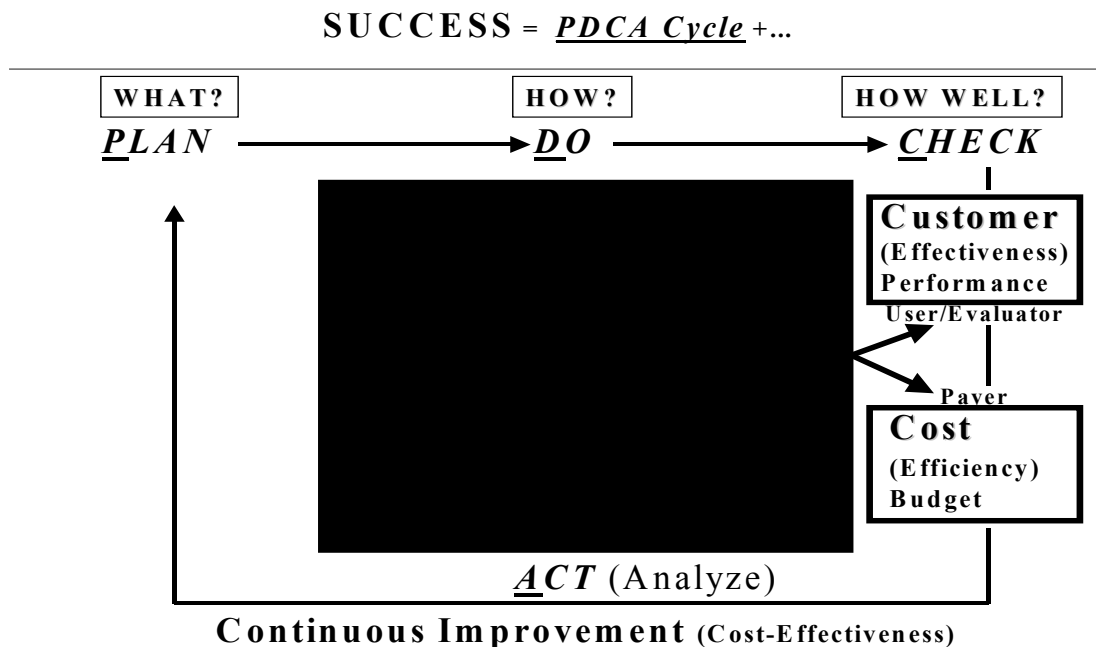 SUCCESS = PDCA Cycle +...
WHAT?
HOW?
HOW WELL?
PLAN
DO
CHECK
Customer
(Effectiveness)
Performance
User/Evaluator
Payer
Cost
(Efficiency)
Budget
ACT (Analyze)
Continuous Improvement (Cost-Effectiveness)